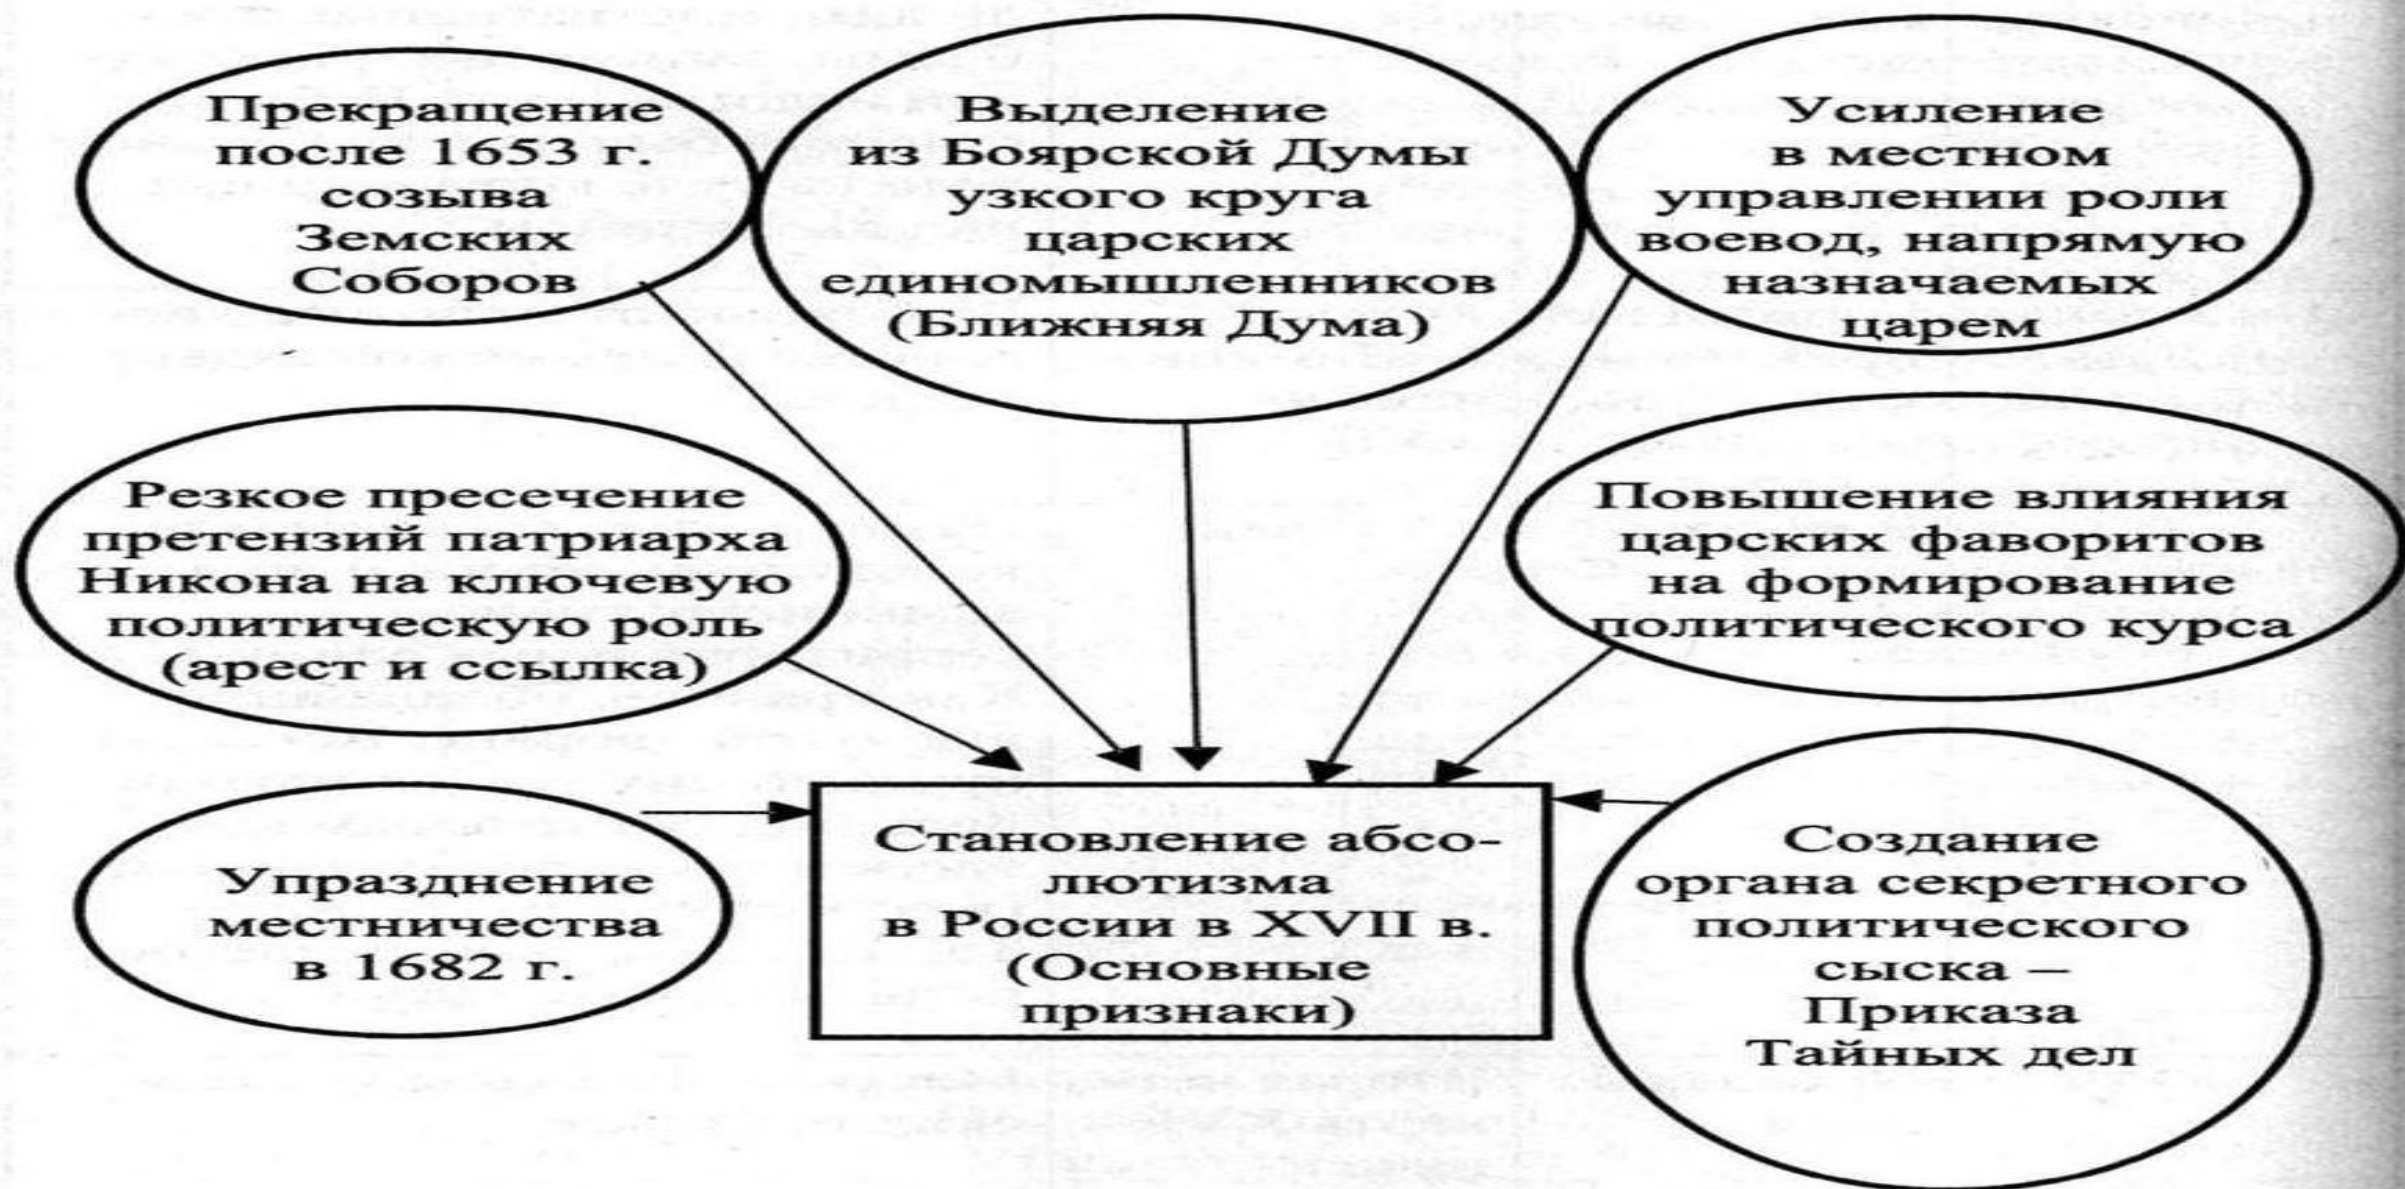 Прекращение
после 1653 г.
созыва
Земских
Соборов
Выделение
из Боярской Думы
узкого круга
царских
единомышленников
(Ближняя Дума)
Усиление
в местном
управлении роли
воевод, напрямую
назначаемых
царем
Резкое пресечение
претензий патриарха
Никона на ключевую
политическую роль
(арест и ссылка)
Повышение влияния
царских фаворитов
на формирование
политического курса
Упразднение
местничества
в 1682 г.
Становление абсо-
лютизма
в России в XVII в.
(Основные
признаки)
Создание
органа секретного
политического
сыска –
Приказа
Тайных дел